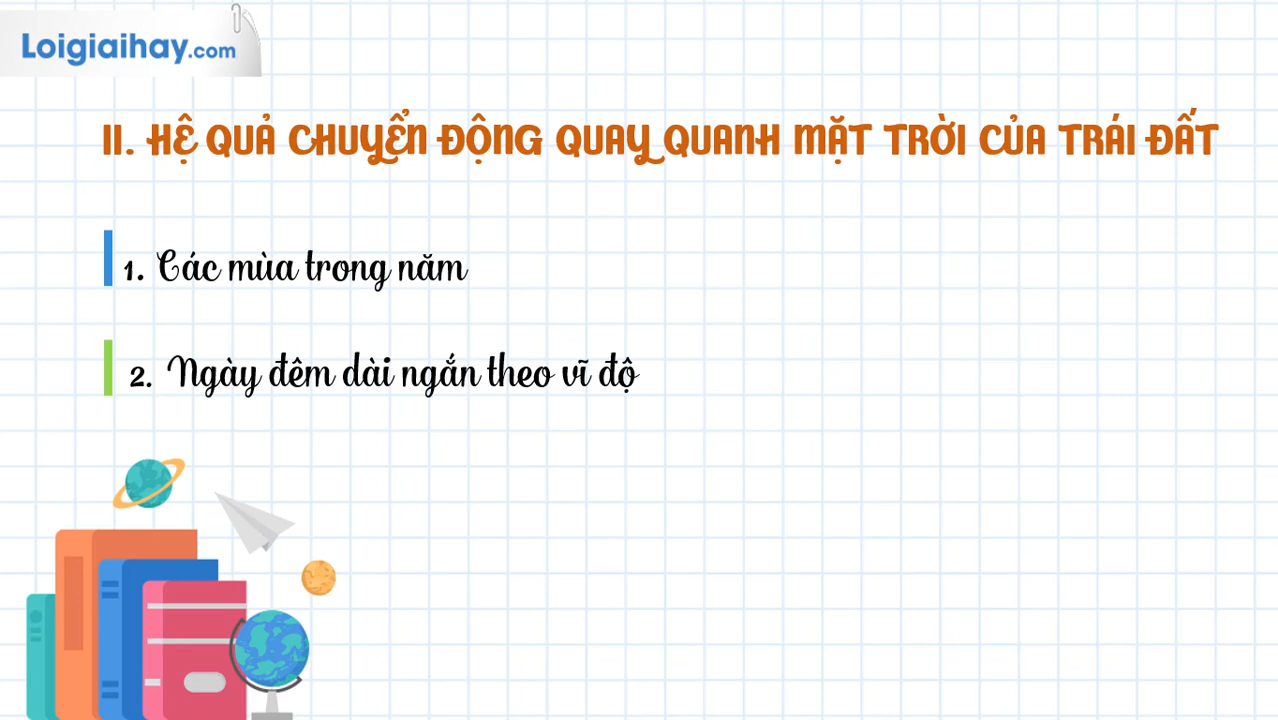 Loigiaihay.com
II. HỆ QUẢ CHUYỂN ĐỘNG QUAY QUANH MẶT TRỜI CỦA TRÁI ĐẤT
1. Các mùa trong năm
2. Ngày đêm dài ngắn theo vĩ độ